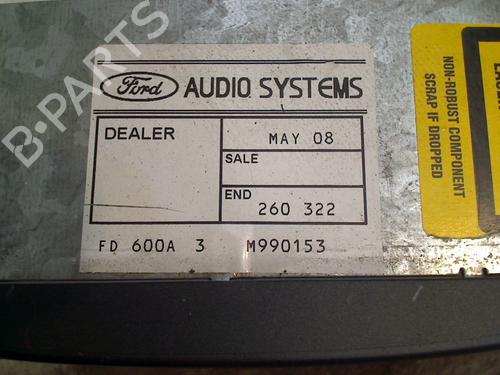 Ford AUDIO SYSTEMS
DEALER
MAY 08
SALE
END
260 322
FD 600A 3 M990153
NON-ROBUST COMPONENT
SCRAP IF DROPPED
B-PARTS